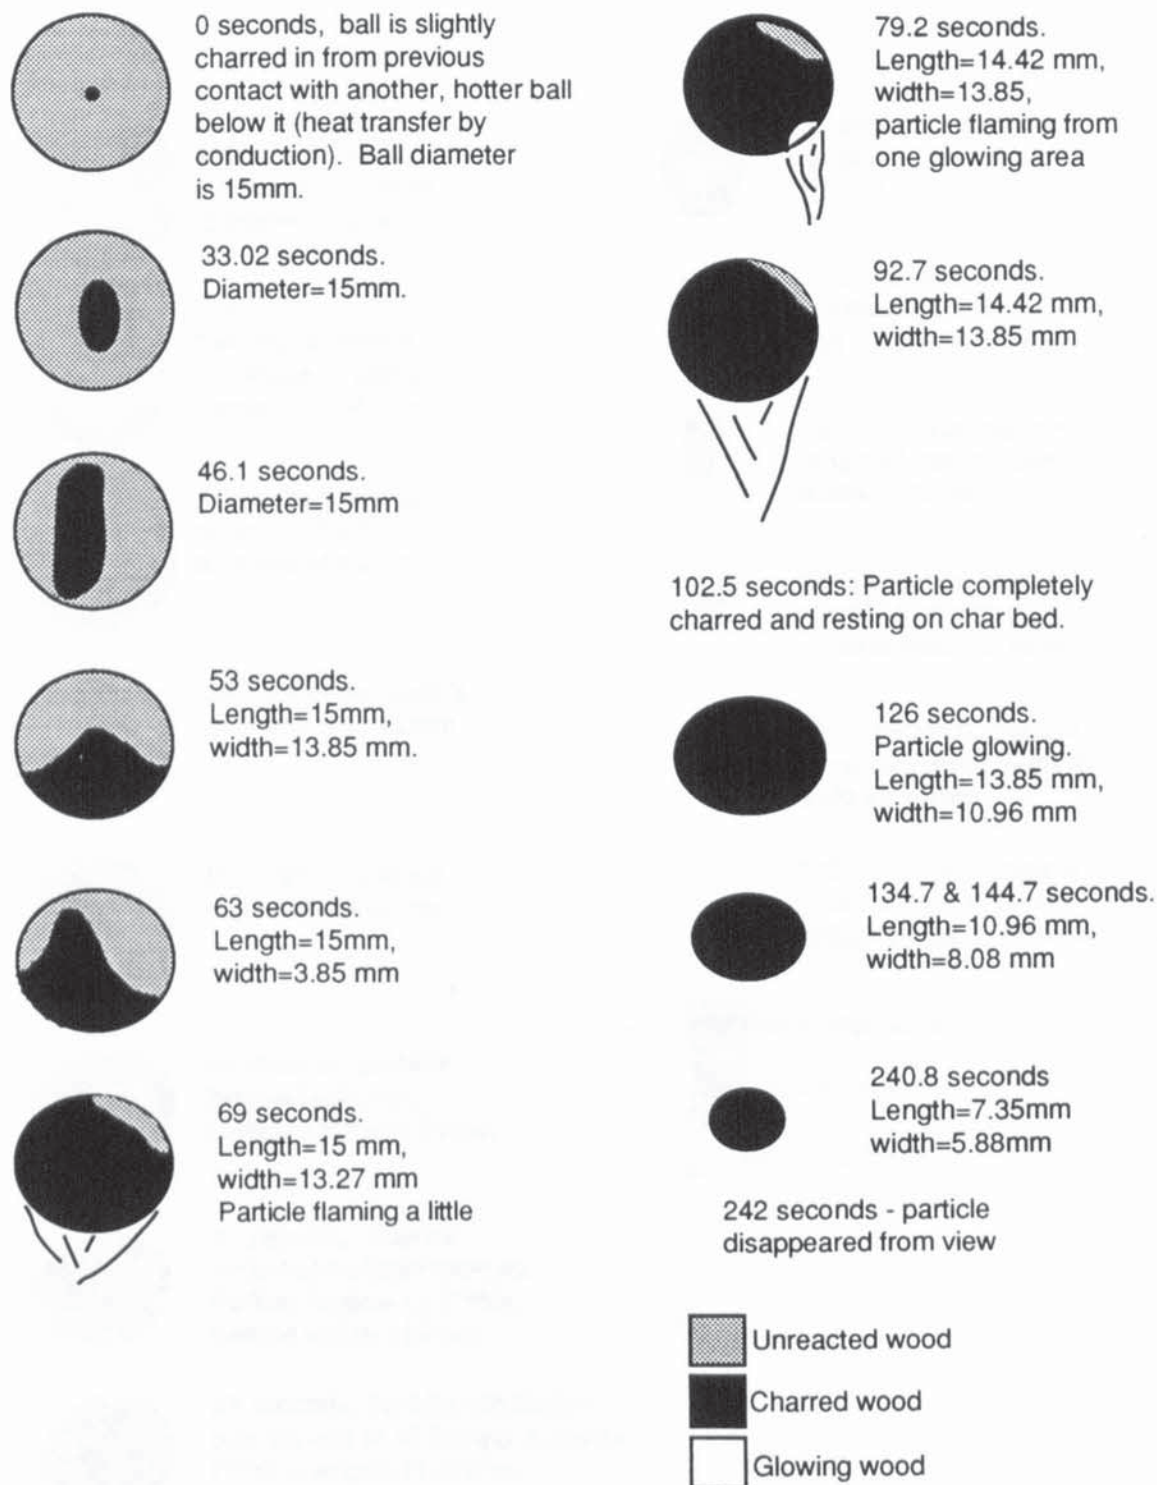 0 seconds, ball is slightly
charred in from previous
contact with another, hotter ball
below it (heat transfer by
conduction). Ball diameter
is 15mm.
33.02 seconds.
Diameter=15mm.
46.1 seconds.
Diameter=15mm
53 seconds.
Length=15mm,
width=13.85 mm.
63 seconds.
Length=15mm,
width=3.85 mm
69 seconds.
Length=15 mm,
width=13.27 mm
Particle flaming a little
79.2 seconds.
Length=14.42 mm,
width=13.85,
particle flaming from
one glowing area
92.7 seconds.
Length=14.42 mm,
width=13.85 mm
102.5 seconds: Particle completely
charred and resting on char bed.
126 seconds.
Particle glowing.
Length=13.85 mm,
width=10.96 mm
134.7 & 144.7 seconds.
Length=10.96 mm,
width=8.08 mm
240.8 seconds
Length=7.35mm
width=5.88mm
242 seconds - particle
disappeared from view
Unreacted wood
Charred wood
Glowing wood